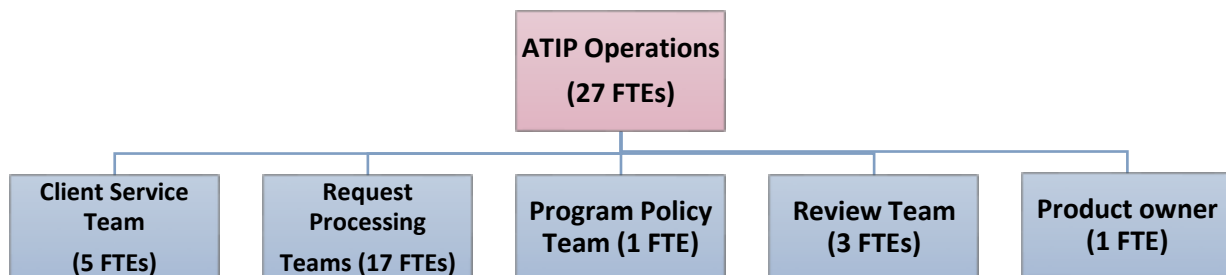 ATIP Operations
(27 FTEs)
Client Service
Team
(5 FTEs)
Request
Processing
Teams (17 FTEs)
Program Policy
Team (1 FTE)
Review Team
(3 FTEs)
Product owner
(1 FTE)